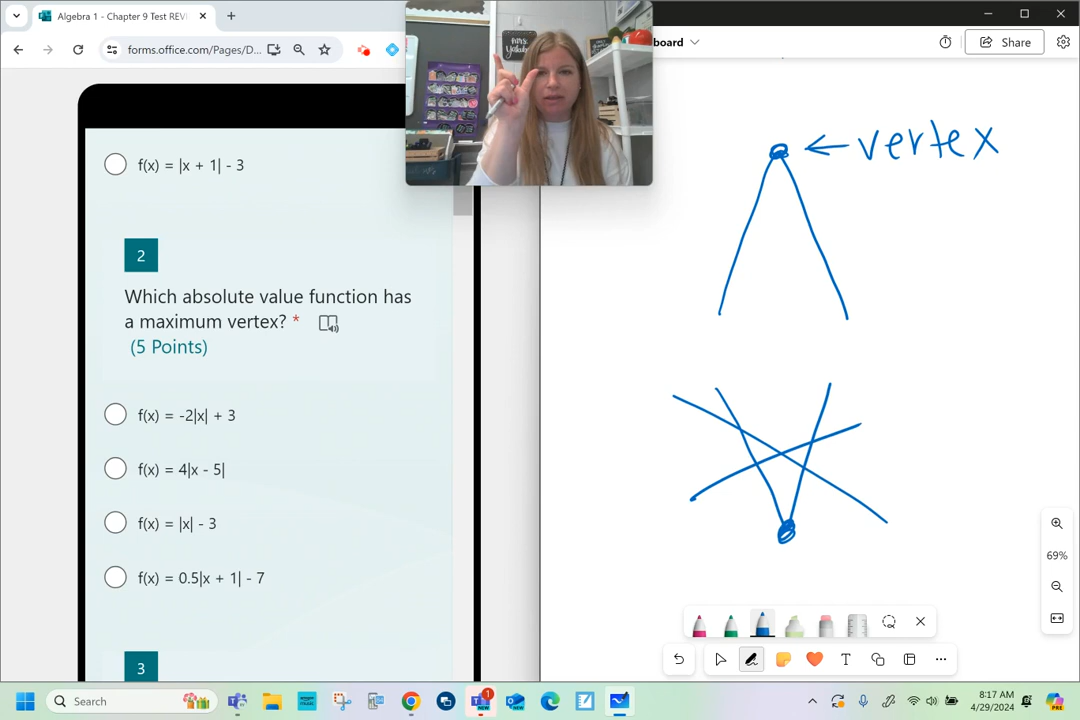 Algebra 1 - Chapter 9 Test REVI
forms.office.com/Pages/D...
board
Share
f(x) = |x + 1| - 3
2
Which absolute value function has
a maximum vertex? *
(5 Points)
f(x) = -2|x| + 3
f(x) = 4|x - 5|
f(x) = |x| - 3
f(x) = 0.5|x + 1| - 7
3
← vertex
69%
Search
8:17 AM
4/29/2024